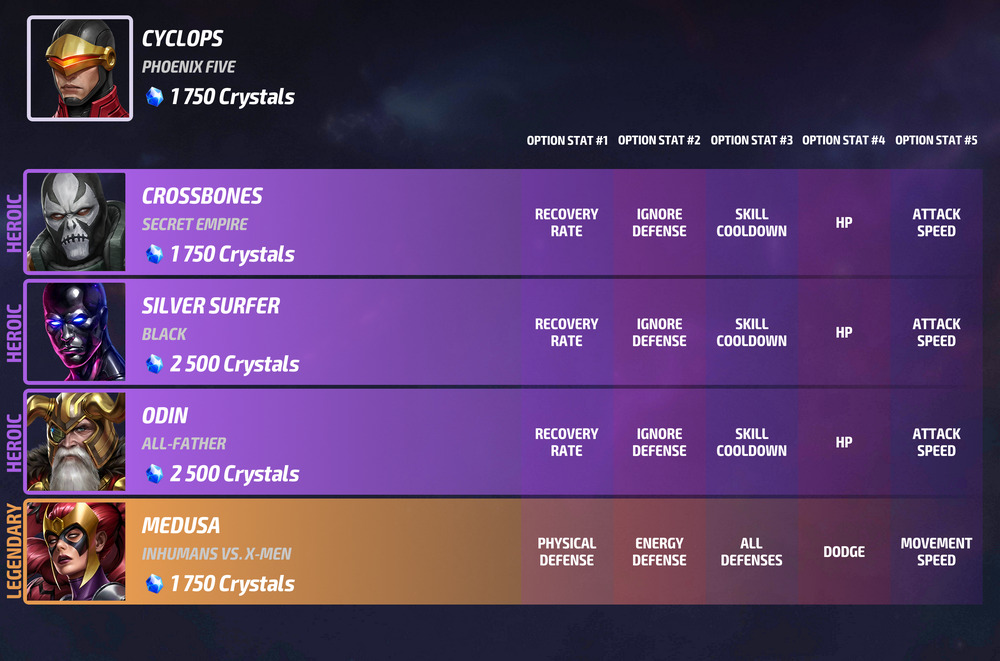 CYCLOPS
PHOENIX FIVE
1 750 Crystals
OPTION STAT #1 OPTION STAT #2 OPTION STAT #3 OPTION STAT #4 OPTION STAT #5
HEROIC
CROSSBONES
SECRET EMPIRE
1 750 Crystals
RECOVERY RATE
IGNORE DEFENSE
SKILL COOLDOWN
HP
ATTACK SPEED
HEROIC
SILVER SURFER
BLACK
2 500 Crystals
RECOVERY RATE
IGNORE DEFENSE
SKILL COOLDOWN
HP
ATTACK SPEED
HEROIC
ODIN
ALL-FATHER
2 500 Crystals
RECOVERY RATE
IGNORE DEFENSE
SKILL COOLDOWN
HP
ATTACK SPEED
LEGENDARY
MEDUSA
INHUMANS VS. X-MEN
1 750 Crystals
PHYSICAL DEFENSE
ENERGY DEFENSE
ALL DEFENSES
DODGE
MOVEMENT SPEED